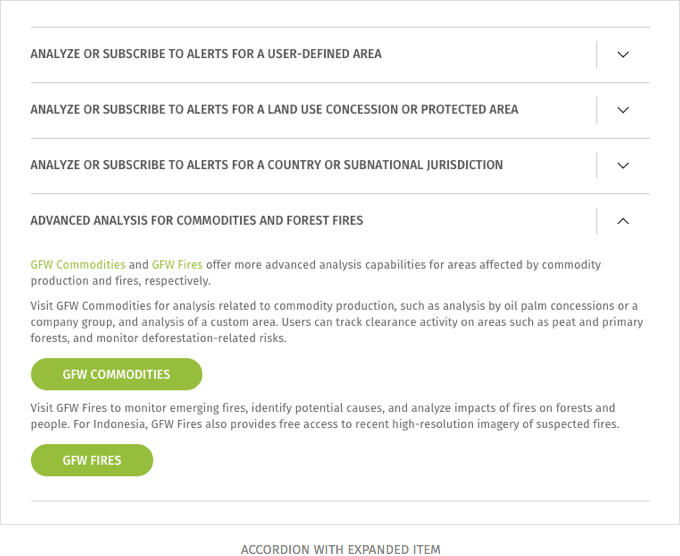 ANALYZE OR SUBSCRIBE TO ALERTS FOR A USER-DEFINED AREA
ANALYZE OR SUBSCRIBE TO ALERTS FOR A LAND USE CONCESSION OR PROTECTED AREA
ANALYZE OR SUBSCRIBE TO ALERTS FOR A COUNTRY OR SUBNATIONAL JURISDICTION
ADVANCED ANALYSIS FOR COMMODITIES AND FOREST FIRES
GFW Commodities and GFW Fires offer more advanced analysis capabilities for areas affected by commodity
production and fires, respectively.
Visit GFW Commodities for analysis related to commodity production, such as analysis by oil palm concessions or a
company group, and analysis of a custom area. Users can track clearance activity on areas such as peat and primary
forests, and monitor deforestation-related risks.
GFW COMMODITIES
Visit GFW Fires to monitor emerging fires, identify potential causes, and analyze impacts of fires on forests and
people. For Indonesia, GFW Fires also provides free access to recent high-resolution imagery of suspected fires.
GFW FIRES
ACCORDION WITH EXPANDED ITEM